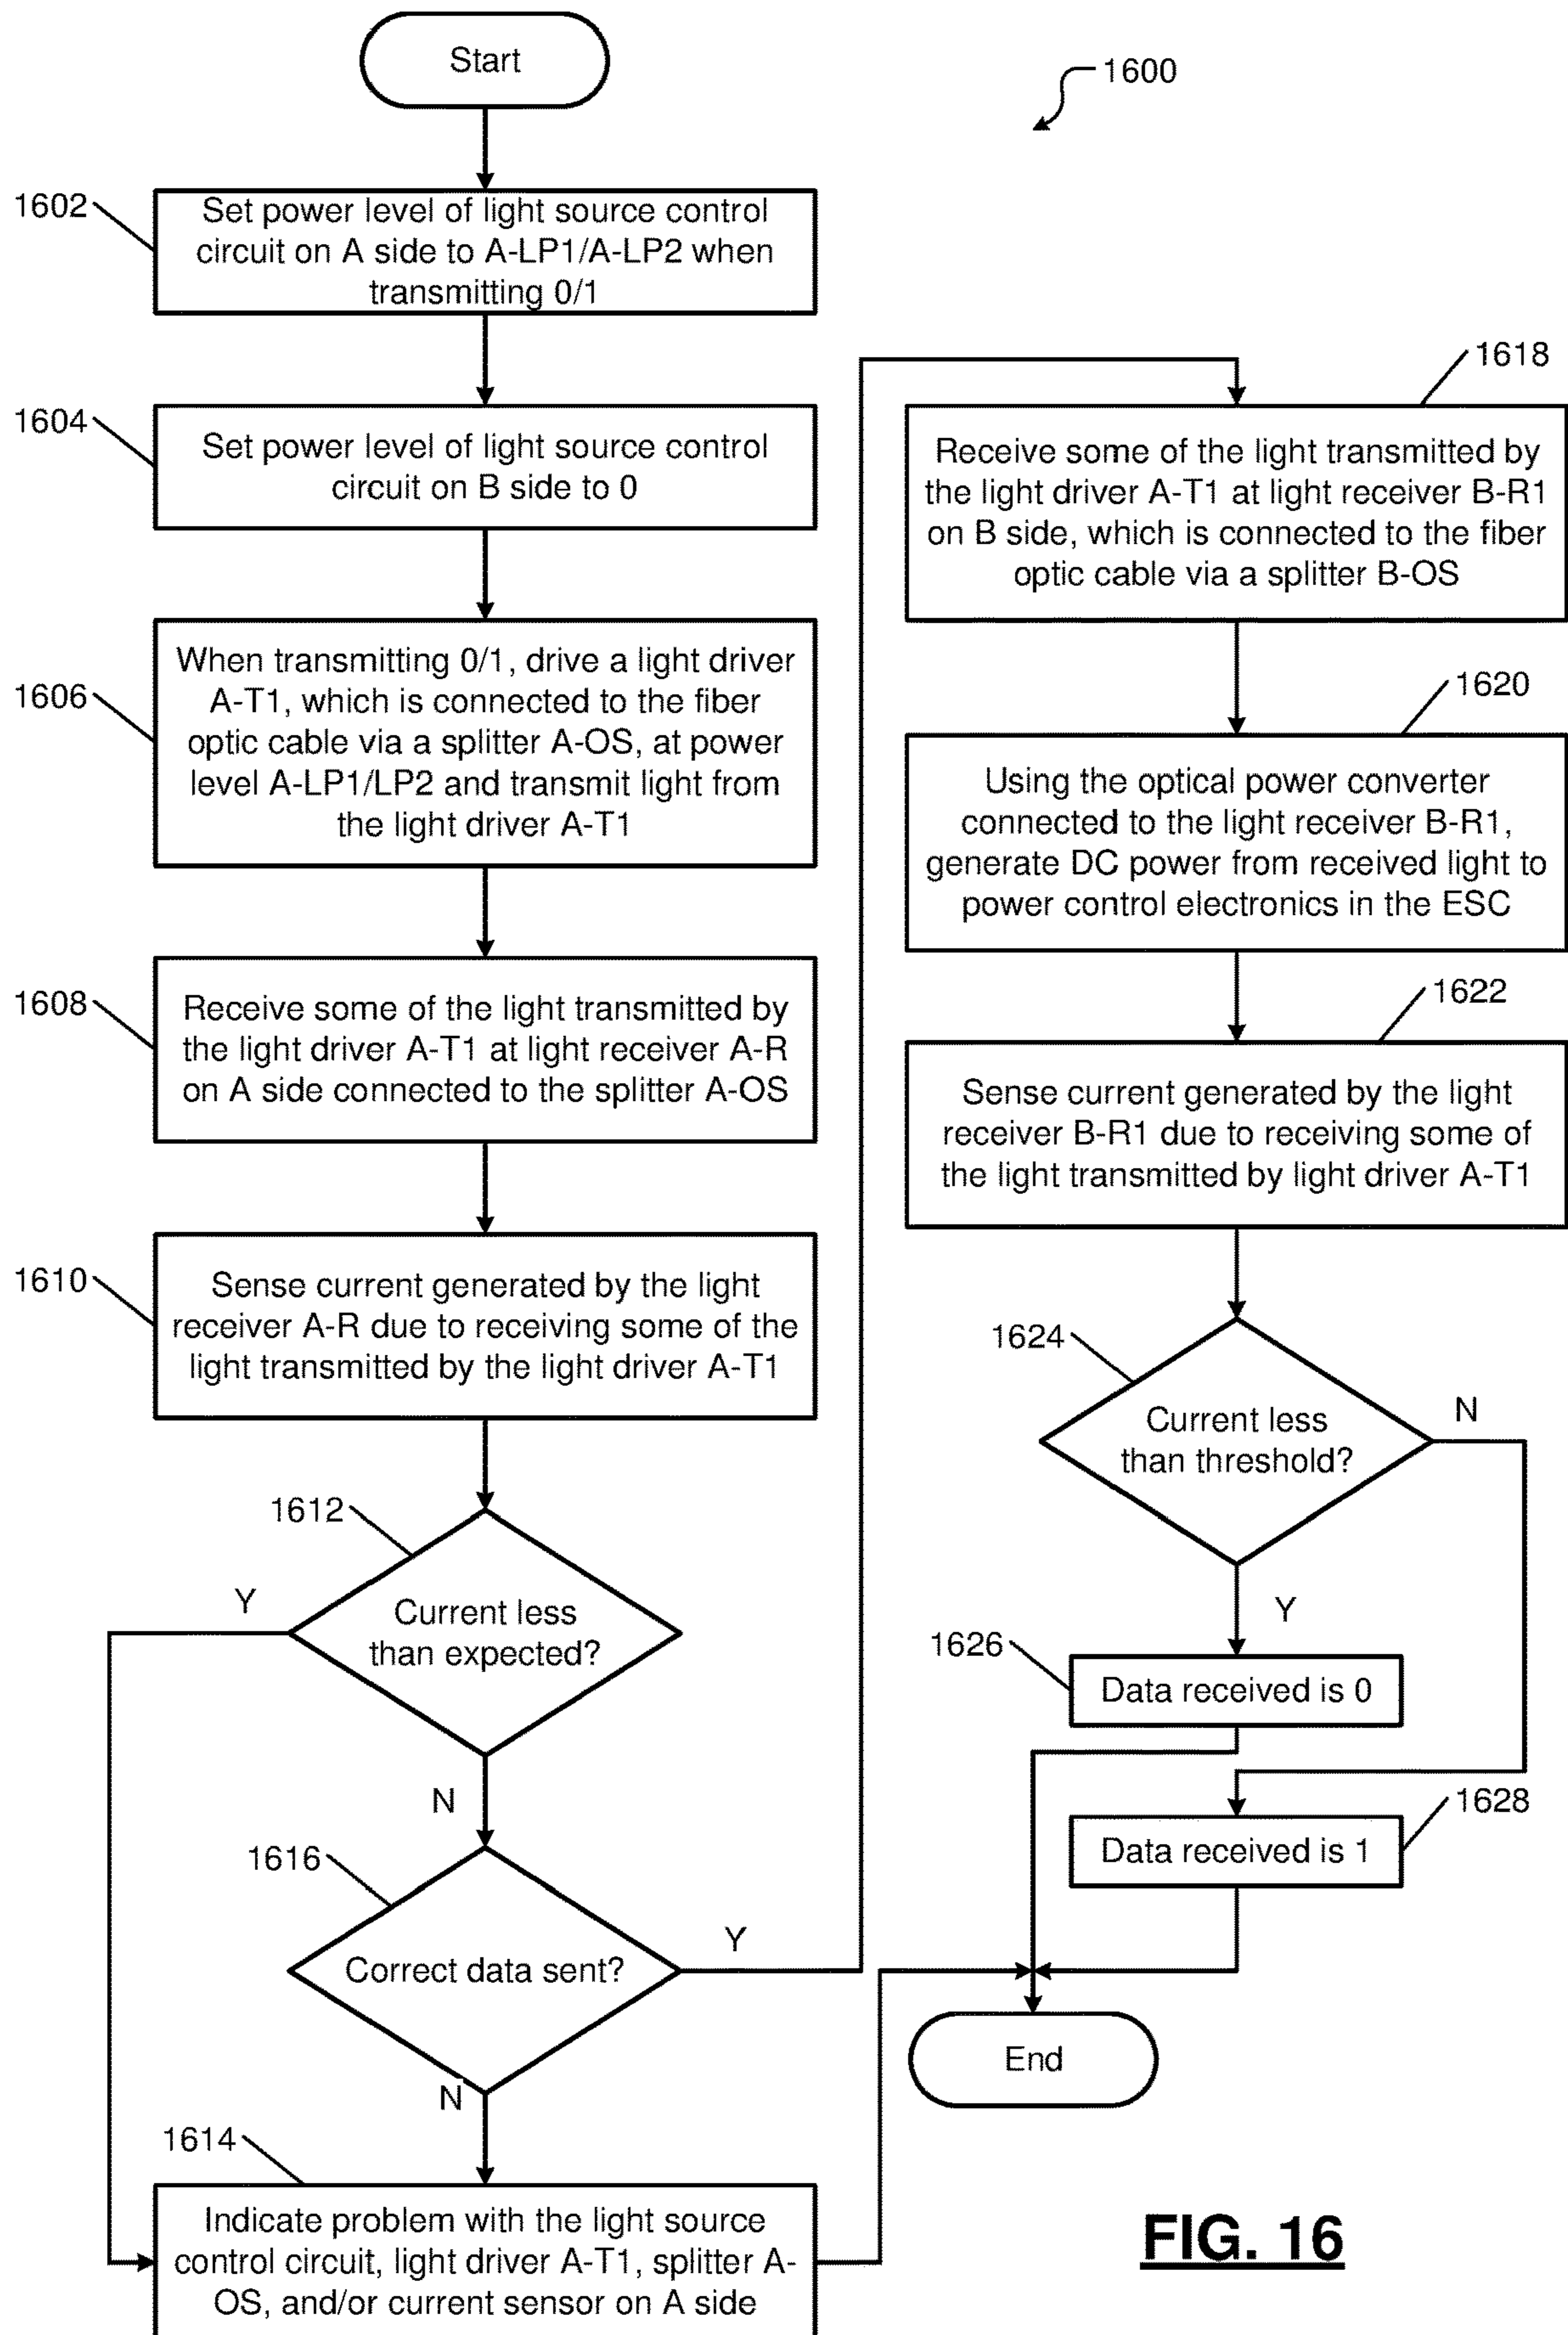 Start
1600
1602
Set power level of light source control
circuit on A side to A-LP1/A-LP2 when
transmitting 0/1
1604
Set power level of light source control
circuit on B side to 0
1606
When transmitting 0/1, drive a light driver
A-T1, which is connected to the fiber
optic cable via a splitter A-OS, at power
level A-LP1/LP2 and transmit light from
the light driver A-T1
1608
Receive some of the light transmitted by
the light driver A-T1 at light receiver A-R
on A side connected to the splitter A-OS
1610
Sense current generated by the light
receiver A-R due to receiving some of the
light transmitted by the light driver A-T1
1612
Current less
than expected?
Y
N
1616
Correct data sent?
Y
N
1614
Indicate problem with the light source
control circuit, light driver A-T1, splitter A-
OS, and/or current sensor on A side
1618
Receive some of the light transmitted by
the light driver A-T1 at light receiver B-R1
on B side, which is connected to the fiber
optic cable via a splitter B-OS
1620
Using the optical power converter
connected to the light receiver B-R1,
generate DC power from received light to
power control electronics in the ESC
1622
Sense current generated by the light
receiver B-R1 due to receiving some of
the light transmitted by light driver A-T1
1624
Current less
than threshold?
N
Y
1626
Data received is 0
1628
Data received is 1
End
FIG. 16